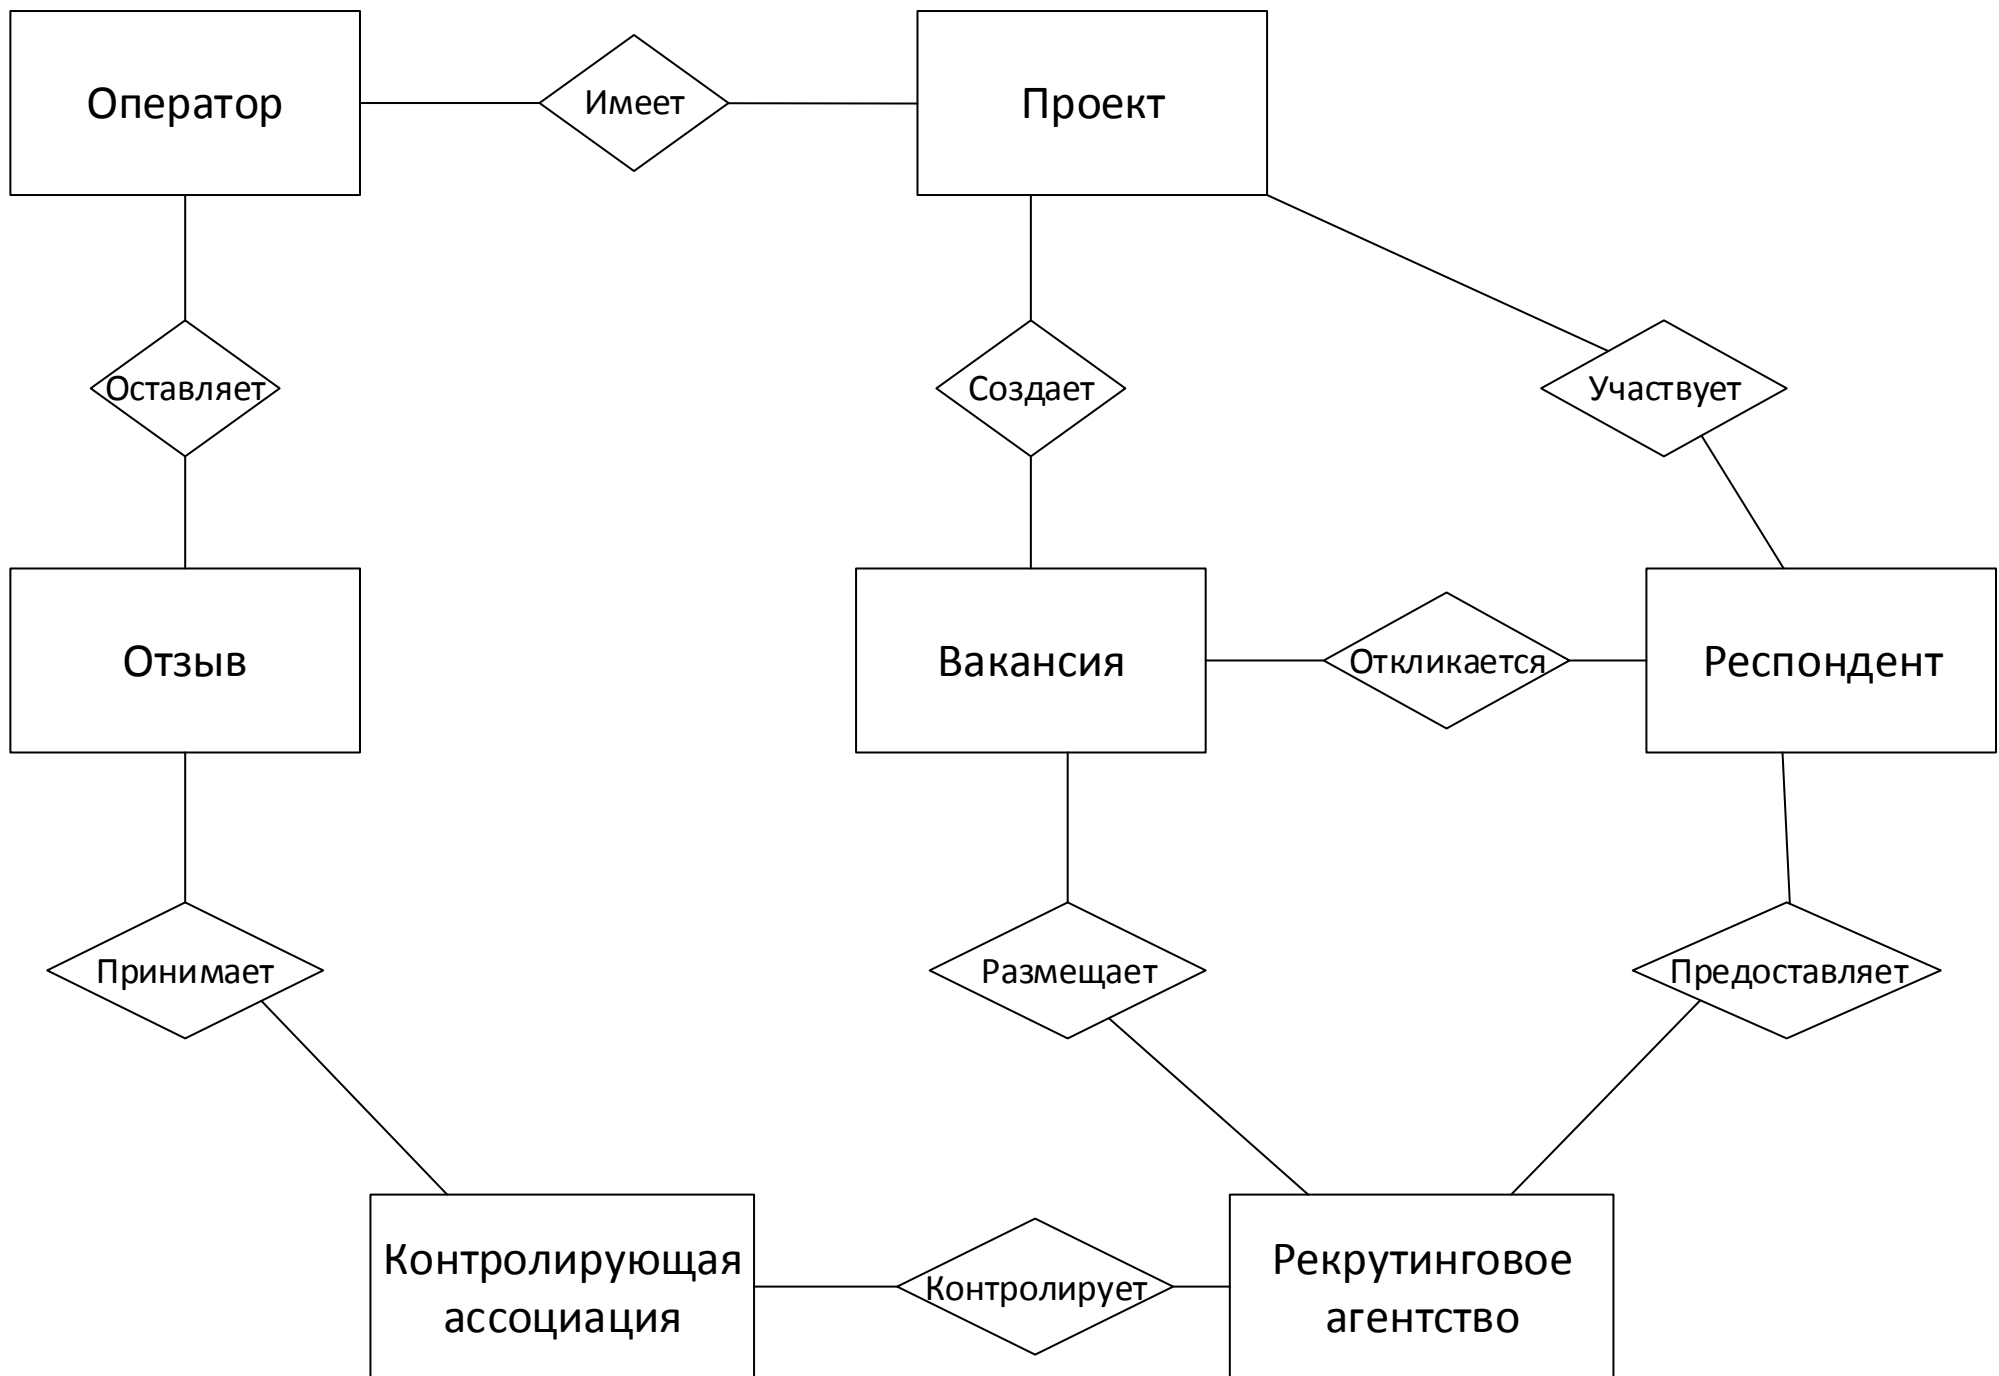 Оператор
Имеет
Проект
Оставляет
Создает
Участвует
Отзыв
Вакансия
Откликается
Респондент
Принимает
Размещает
Предоставляет
Контролирующая
ассоциация
Контролирует
Рекрутинговое
агентство